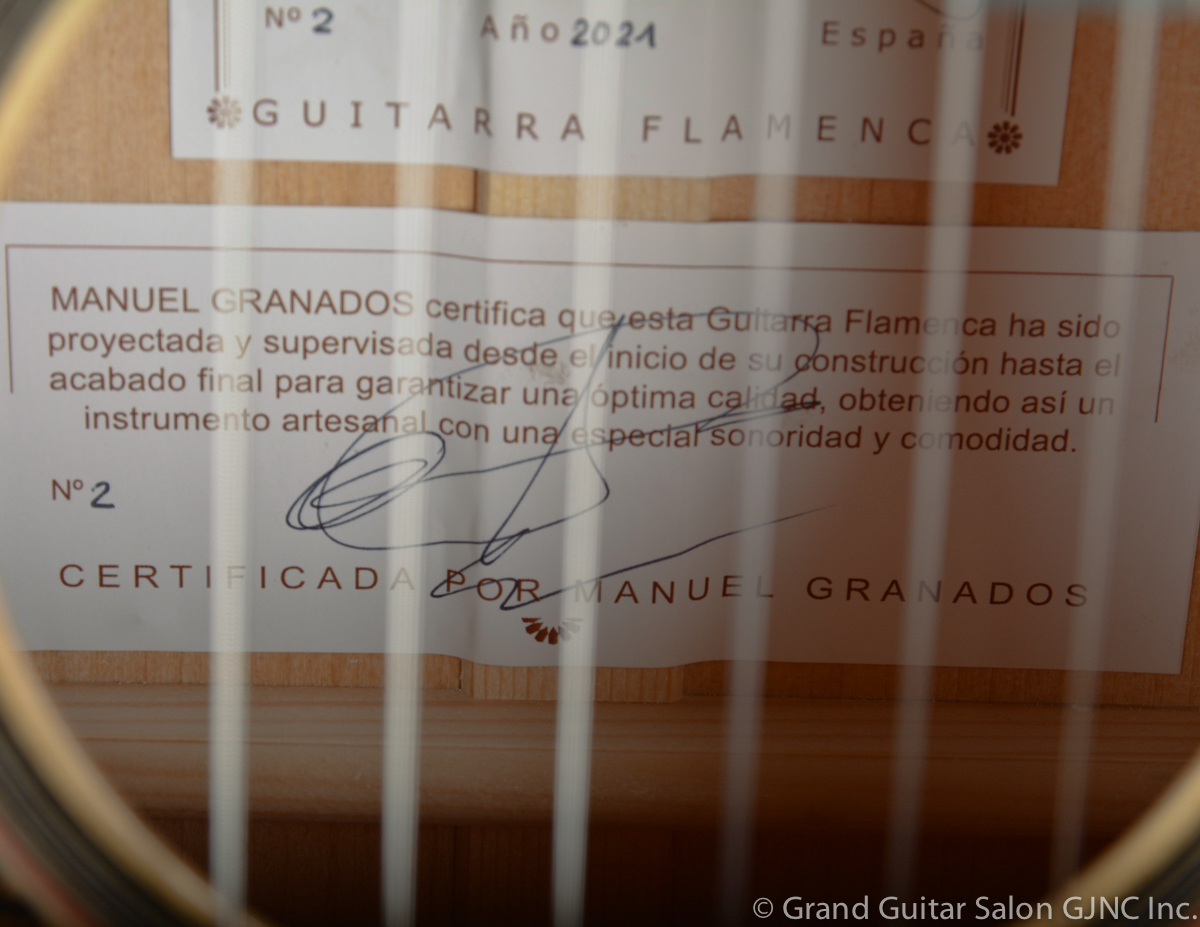 Nº 2 Año 2021 España
GUITARRA FLAMENCA
MANUEL GRANADOS certifica que esta Guitarra Flamenca ha sido
proyectada y supervisada desde el inicio de su construcción hasta el
acabado final para garantizar una óptima calidad, obteniendo así un
instrumento artesanal con una especial sonoridad y comodidad.
Nº 2
CERTIFICADA POR MANUEL GRANADOS
© Grand Guitar Salon GJNC Inc.